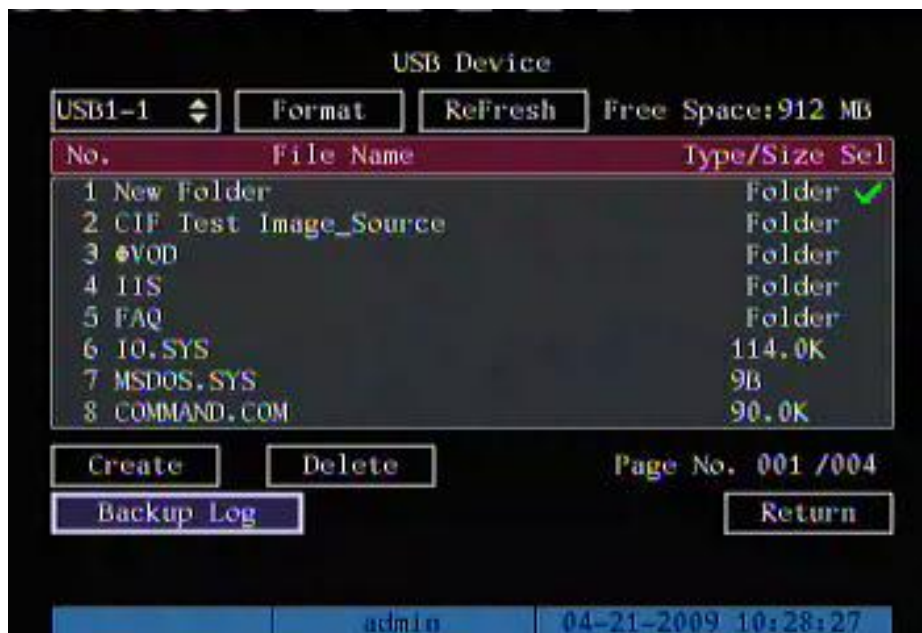 USB Device
USB1-1 Format ReFresh Free Space:912 MB
No. File Name Type/Size Sel
1 New Folder Folder
2 CIF Test Image_Source Folder
3 VOD Folder
4 IIS Folder
5 FAQ Folder
6 IO.SYS 114.0K
7 MSDOS.SYS 9B
8 COMMAND.COM 90.0K
Create Delete Page No. 001 /004
Backup Log Return
admin 04-21-2009 10:28:27